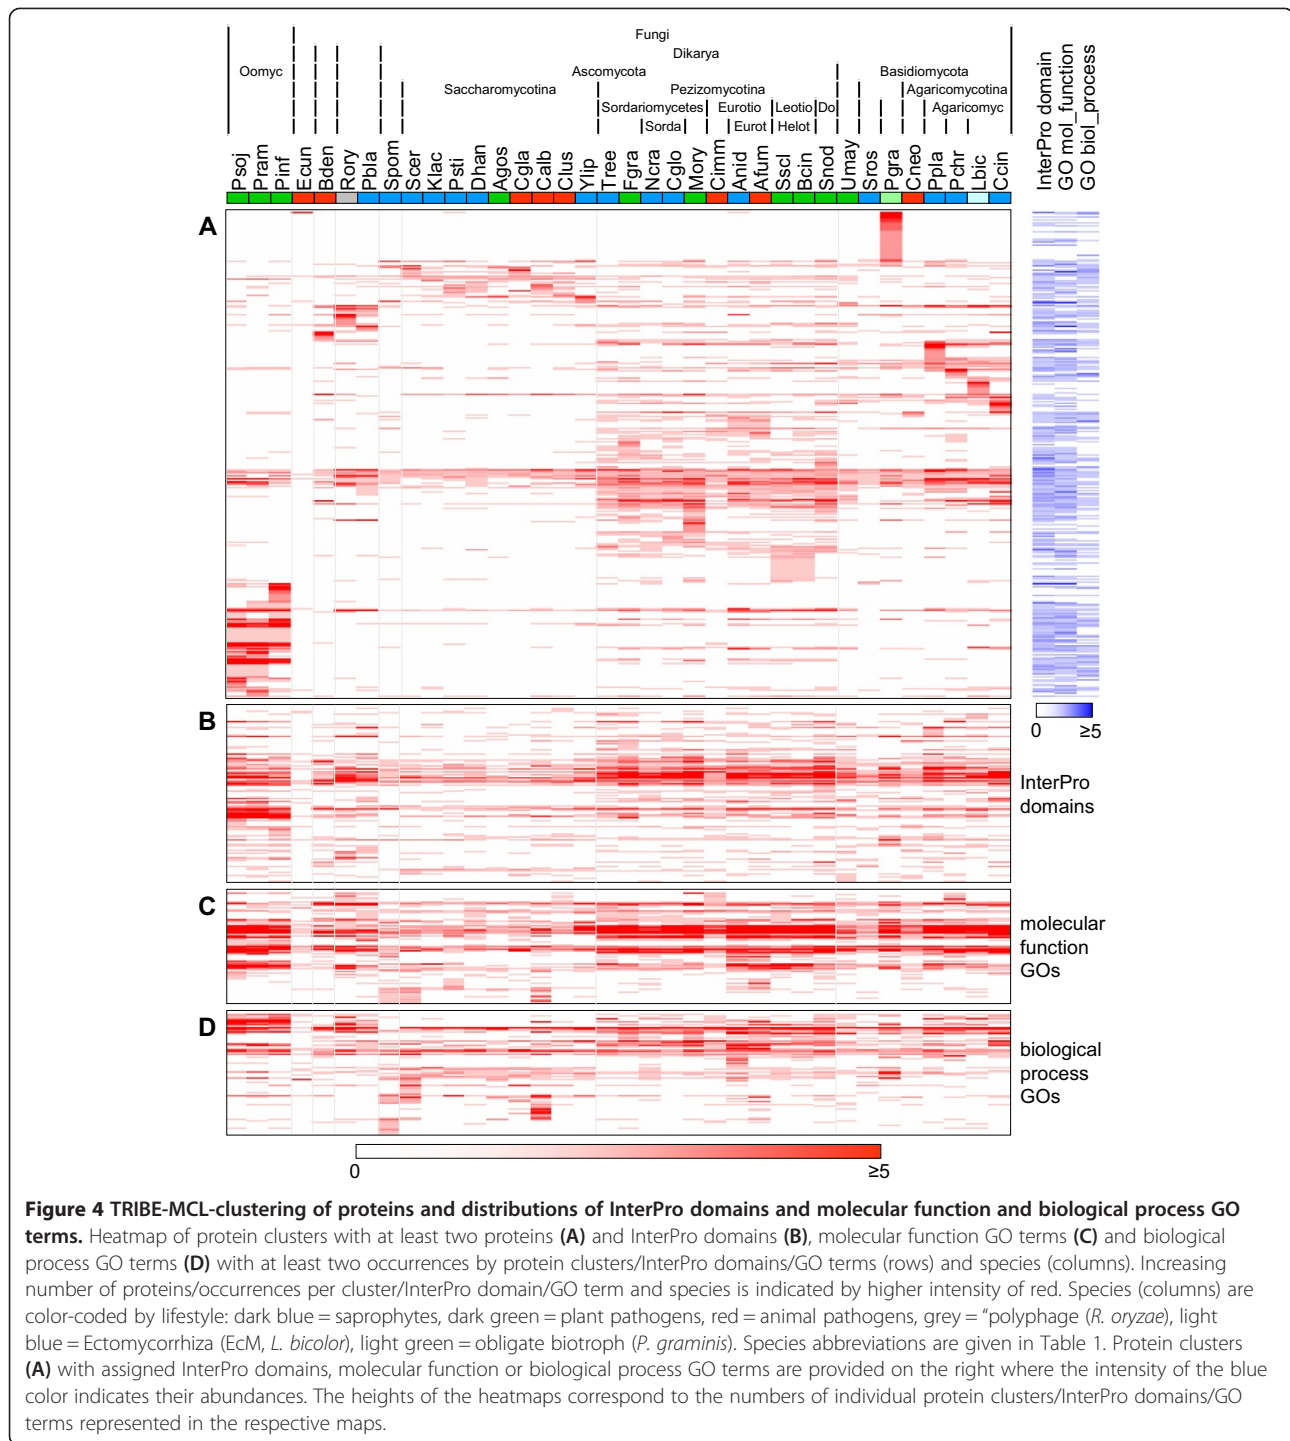 Fungi
Dikarya
Oomyc Ascomycota Basidiomycota
Saccharomycotina Pezizomycotina Agaricomycotina
Sordariomycetes Eurotio Leotio Do Agaricomyc
Sorda Eurot Helot
Psoj Pram Pinf Ecun Bden Rory Pbla Spom Scer Klac Psti Dhan Agos Cgla Calb Clus Ylip Tree Fgra Ncra Cglo Mory Cimm Anid Afum Sscl Bcin Snod Umay Sros Pgra Cneo Ppla Pchr Lbic Ccin
InterPro domain
GO mol_function
GO biol_process
A
0 ≥5
B
InterPro
domains
C
molecular
function
GOs
D
biological
process
GOs
0 ≥5
Figure 4 TRIBE-MCL-clustering of proteins and distributions of InterPro domains and molecular function and biological process GO
terms. Heatmap of protein clusters with at least two proteins (A) and InterPro domains (B), molecular function GO terms (C) and biological
process GO terms (D) with at least two occurrences by protein clusters/InterPro domains/GO terms (rows) and species (columns). Increasing
number of proteins/occurrences per cluster/InterPro domain/GO term and species is indicated by higher intensity of red. Species (columns) are
color-coded by lifestyle: dark blue = saprophytes, dark green = plant pathogens, red = animal pathogens, grey = “polyphage (R. oryzae), light
blue = Ectomycorrhiza (EcM, L. bicolor), light green = obligate biotroph (P. graminis). Species abbreviations are given in Table 1. Protein clusters
(A) with assigned InterPro domains, molecular function or biological process GO terms are provided on the right where the intensity of the blue
color indicates their abundances. The heights of the heatmaps correspond to the numbers of individual protein clusters/InterPro domains/GO
terms represented in the respective maps.